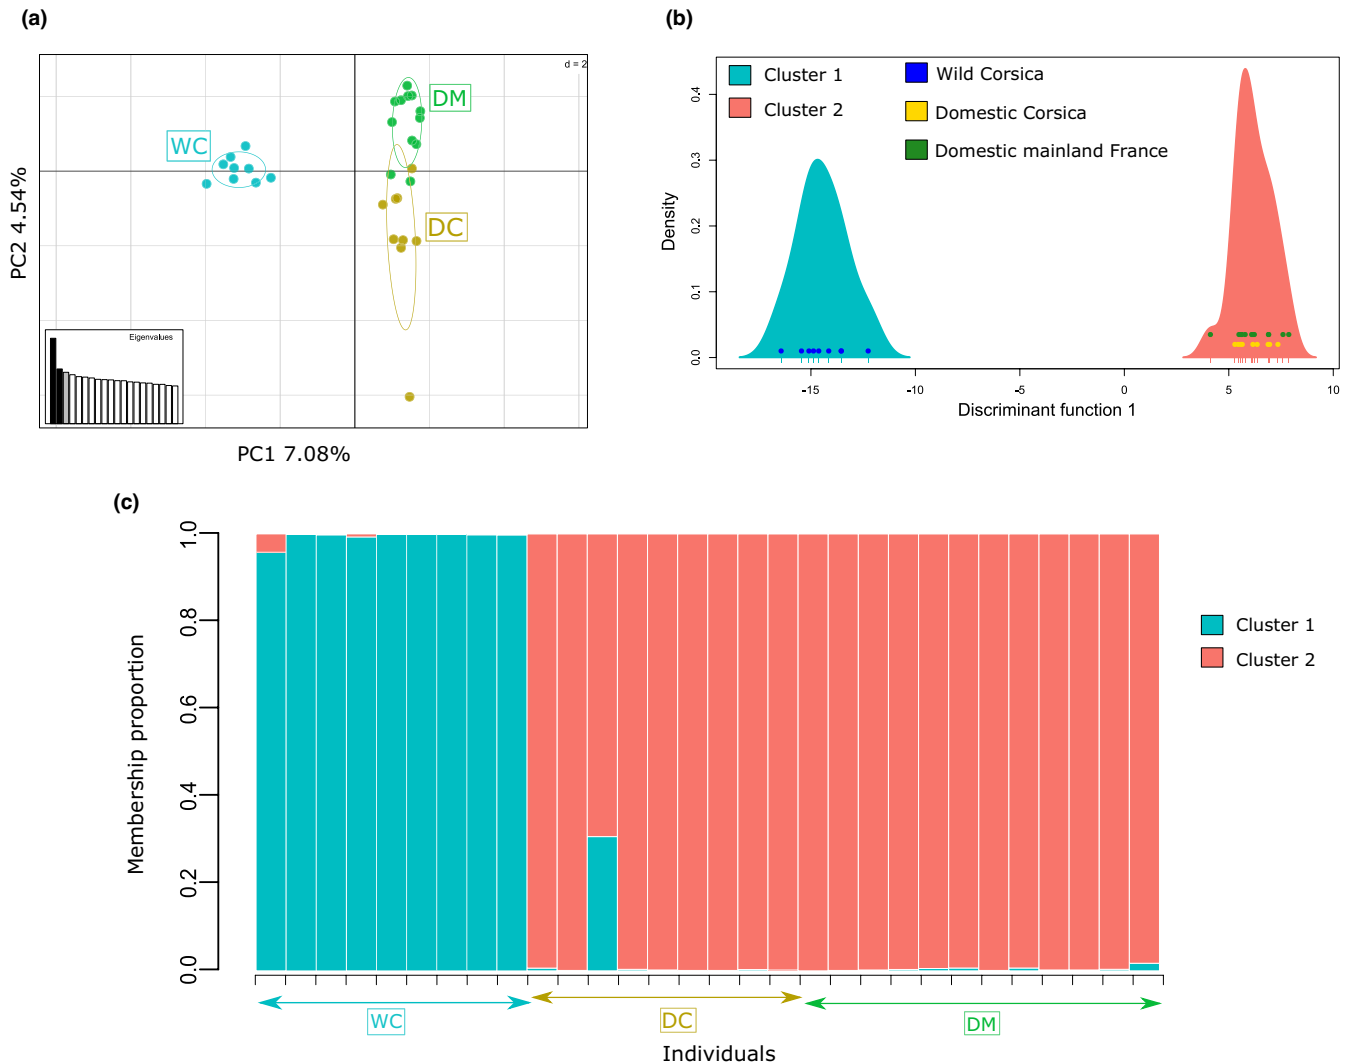 (a)
d = 2
DM
WC
DC
PC2 4.54%
Eigenvalues
PC1 7.08%
(b)
Cluster 1
Cluster 2
Wild Corsica
Domestic Corsica
Domestic mainland France
Density
0.4
0.3
0.2
0.1
0.0
-15 -10 -5 0 5 10
Discriminant function 1
(c)
Membership proportion
1.0
0.8
0.6
0.4
0.2
0.0
Cluster 1
Cluster 2
WC DC DM
Individuals